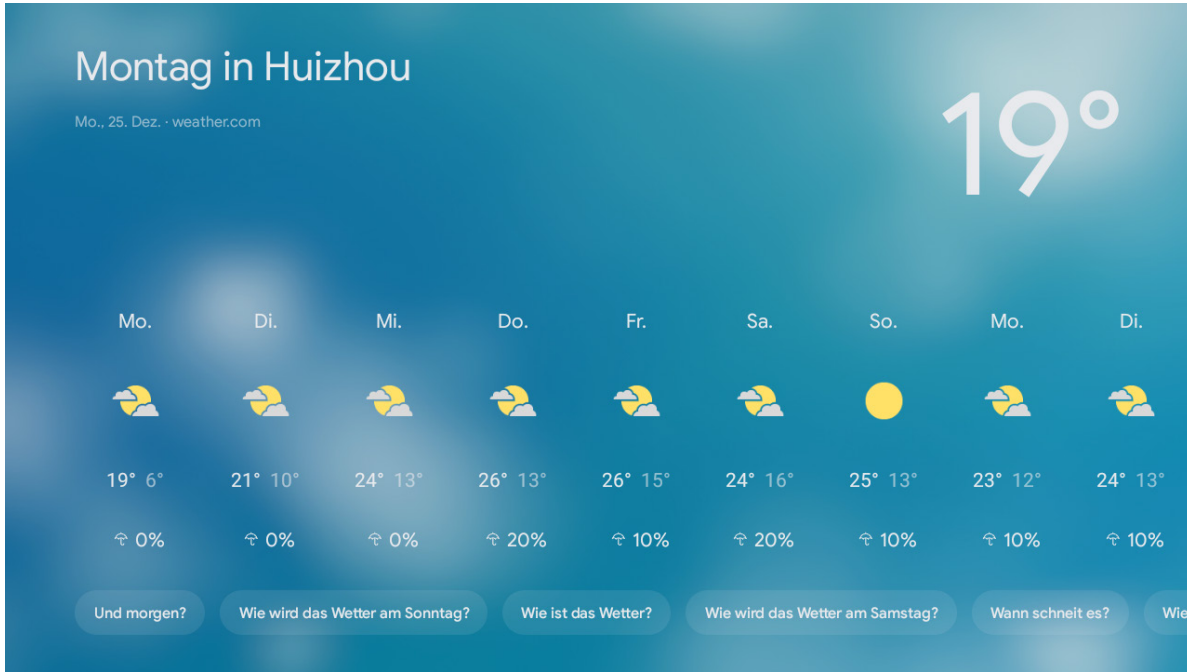 Montag in Huizhou
Mo., 25. Dez. · weather.com
19°
Mo. Di. Mi. Do. Fr. Sa. So. Mo. Di.
19° 6° 21° 10° 24° 13° 26° 13° 26° 15° 24° 16° 25° 13° 23° 12° 24° 13°
0% 0% 0% 20% 10% 20% 10% 10% 10%
Und morgen? Wie wird das Wetter am Sonntag? Wie ist das Wetter? Wie wird das Wetter am Samstag? Wann schneit es? Wie